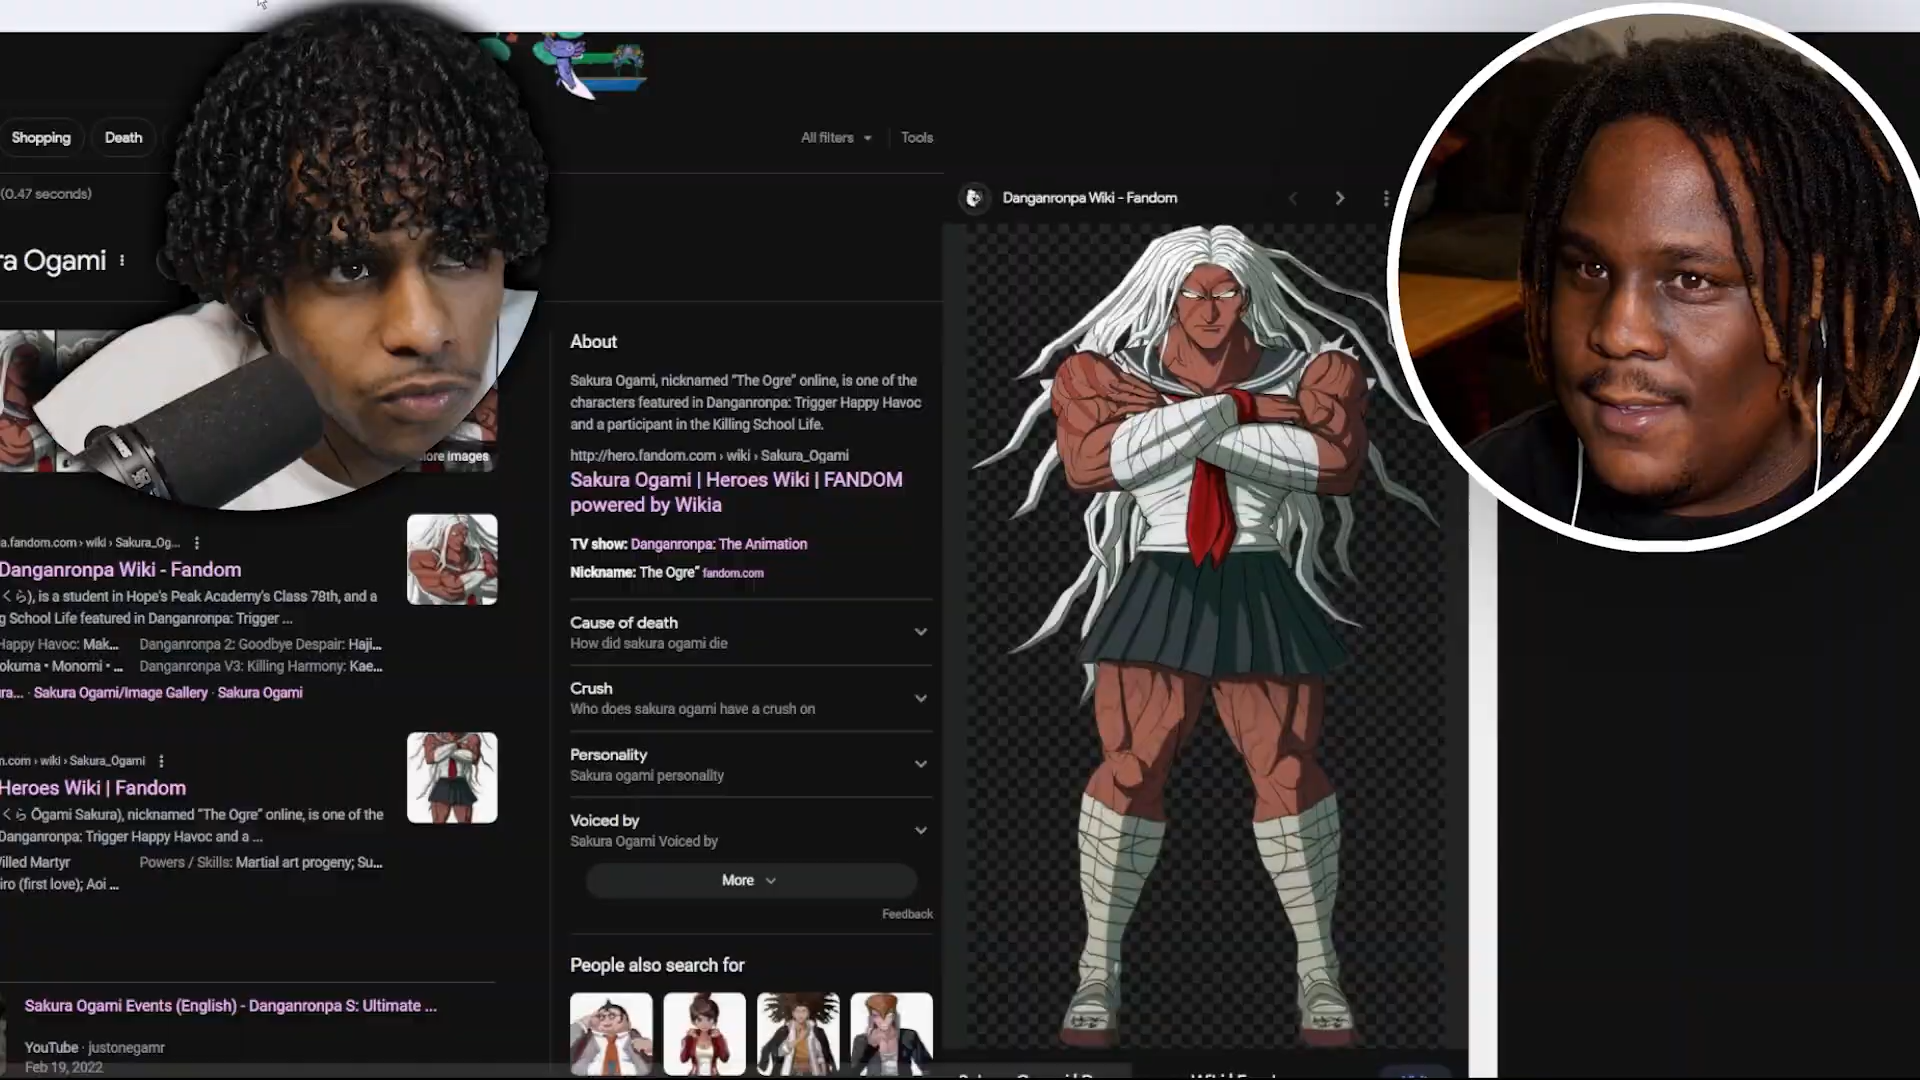 Shopping
Death
All filters
Tools
(0.47 seconds)
Danganronpa Wiki - Fandom
ra Ogami
About
Sakura Ogami, nicknamed “The Ogre” online, is one of the
characters featured in Danganronpa: Trigger Happy Havoc
and a participant in the Killing School Life.
http://hero.fandom.com › wiki › Sakura_Ogami
Sakura Ogami | Heroes Wiki | FANDOM
powered by Wikia
TV show: Danganronpa: The Animation
Nickname: The Ogre” fandom.com
Cause of death
How did sakura ogami die
Crush
Who does sakura ogami have a crush on
Personality
Sakura ogami personality
Voiced by
Sakura Ogami Voiced by
More
Feedback
People also search for
ore images
a.fandom.com › wiki › Sakura_Og...
Danganronpa Wiki - Fandom
くら), is a student in Hope's Peak Academy's Class 78th, and a
g School Life featured in Danganronpa: Trigger ...
Happy Havoc: Mak... Danganronpa 2: Goodbye Despair: Haji...
okuma • Monomi • ... Danganronpa V3: Killing Harmony: Kae...
ra... · Sakura Ogami/Image Gallery · Sakura Ogami
n.com › wiki › Sakura_Ogami
Heroes Wiki | Fandom
くら Ōgami Sakura), nicknamed “The Ogre” online, is one of the
Danganronpa: Trigger Happy Havoc and a ...
Villed Martyr Powers / Skills: Martial art progeny; Su...
iro (first love); Aoi ...
Sakura Ogami Events (English) - Danganronpa S: Ultimate ...
YouTube · justonegamr
Feb 19, 2022